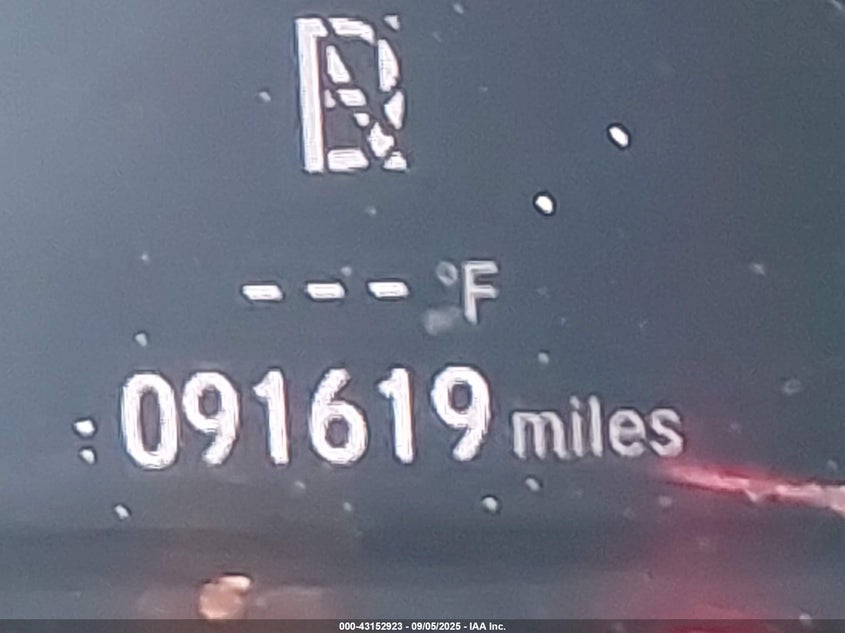 --- °F
091619 miles
000-43152923 - 09/05/2025 - IAA Inc.